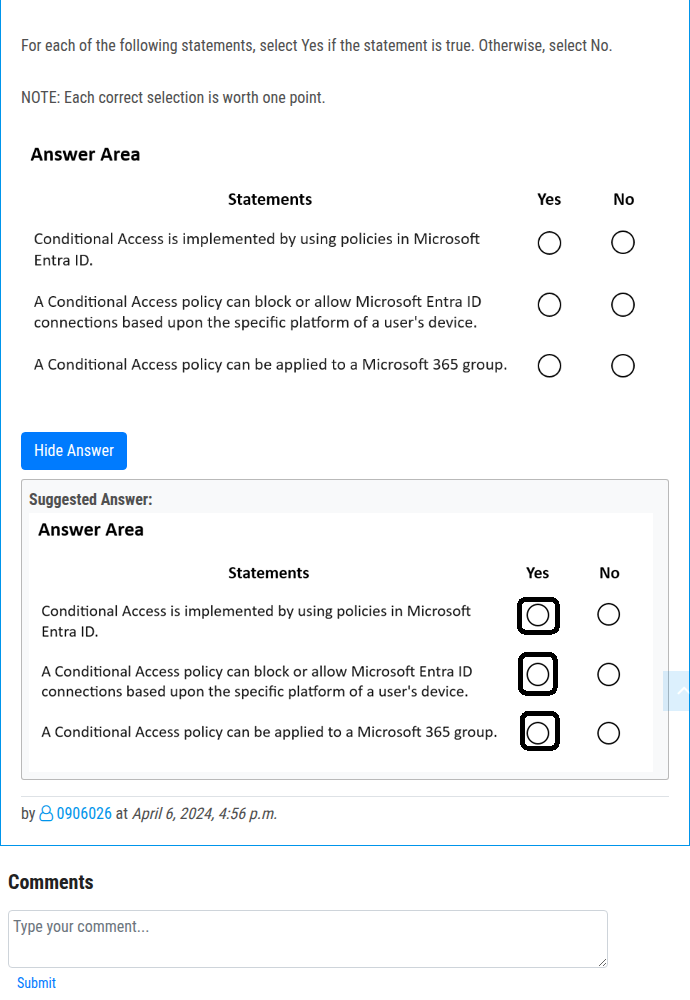 For each of the following statements, select Yes if the statement is true. Otherwise, select No.
NOTE: Each correct selection is worth one point.
Answer Area
Statements Yes No
Conditional Access is implemented by using policies in Microsoft
Entra ID.
A Conditional Access policy can block or allow Microsoft Entra ID
connections based upon the specific platform of a user's device.
A Conditional Access policy can be applied to a Microsoft 365 group.
Hide Answer
Suggested Answer:
Answer Area
Statements Yes No
Conditional Access is implemented by using policies in Microsoft
Entra ID.
A Conditional Access policy can block or allow Microsoft Entra ID
connections based upon the specific platform of a user's device.
A Conditional Access policy can be applied to a Microsoft 365 group.
by 0906026 at April 6, 2024, 4:56 p.m.
Comments
Type your comment...
Submit